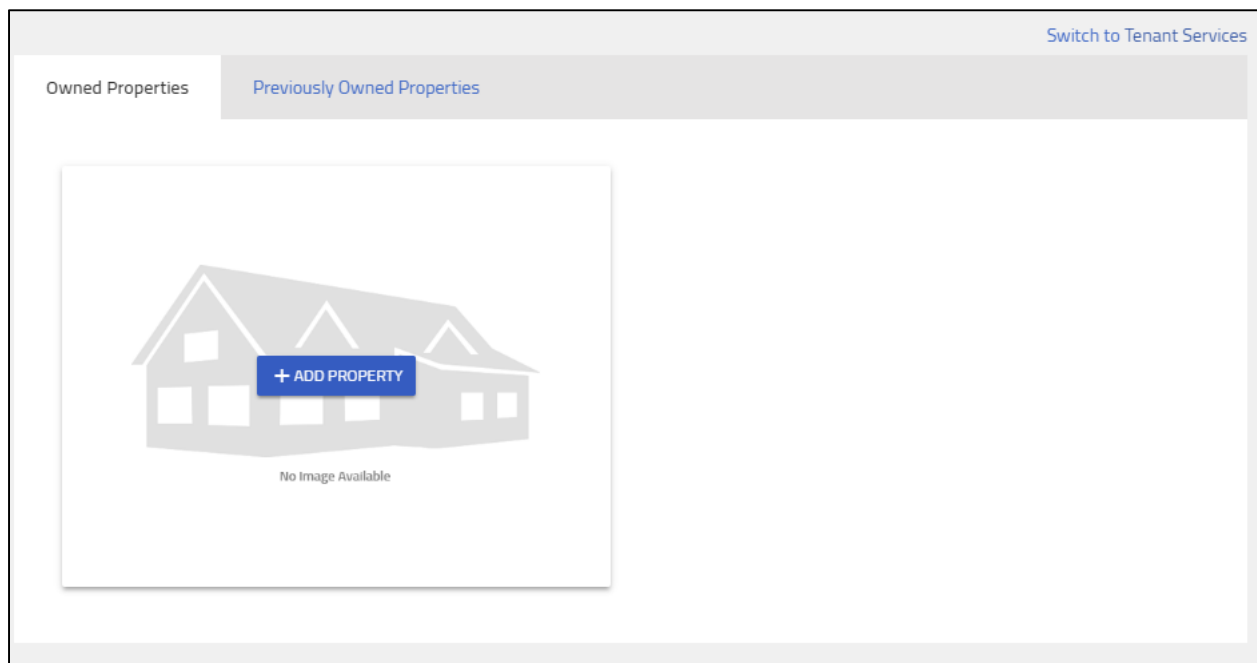 Switch to Tenant Services
Owned Properties
Previously Owned Properties
+ ADD PROPERTY
No Image Available